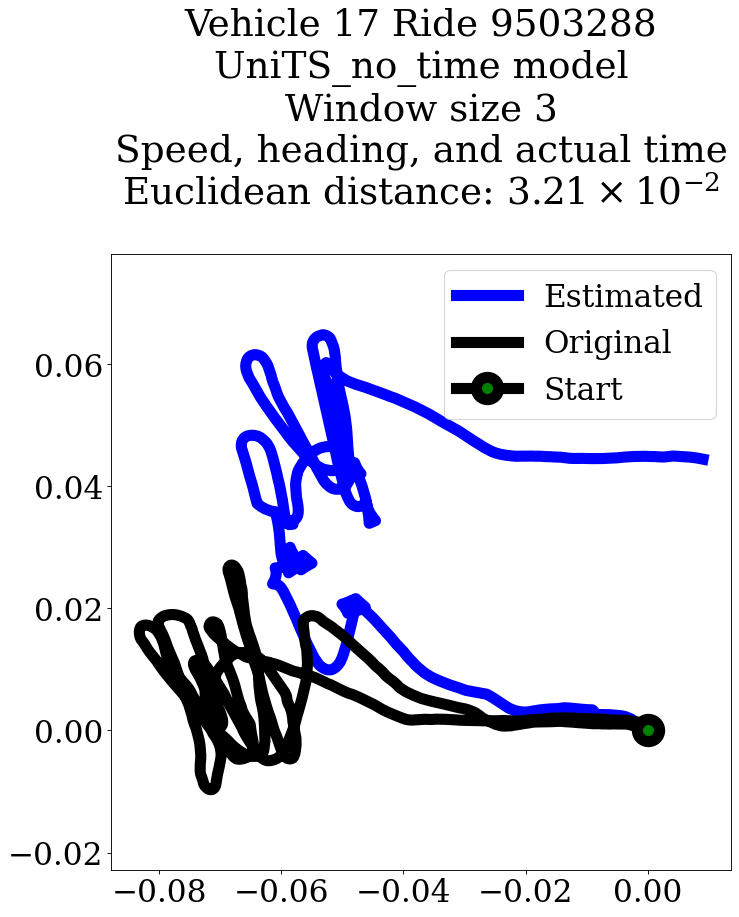 Vehicle 17 Ride 9503288
UniTS_no_time model
Window size 3
Speed, heading, and actual time
Euclidean distance: 3.21 × 10⁻²
Estimated
Original
Start
0.06
0.04
0.02
0.00
−0.02
−0.08
−0.06
−0.04
−0.02
0.00